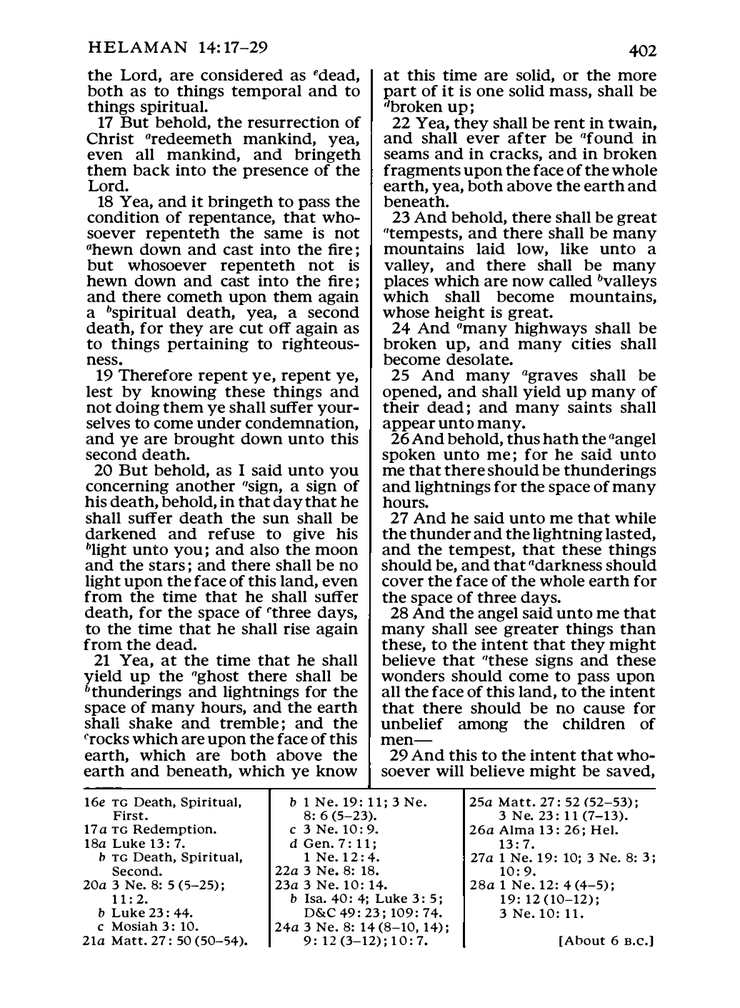 HELAMAN 14:17–29
402
the Lord, are considered as ᵉdead,
both as to things temporal and to
things spiritual.
17 But behold, the resurrection of
Christ ᵃredeemeth mankind, yea,
even all mankind, and bringeth
them back into the presence of the
Lord.
18 Yea, and it bringeth to pass the
condition of repentance, that who-
soever repenteth the same is not
ᵃhewn down and cast into the fire;
but whosoever repenteth not is
hewn down and cast into the fire;
and there cometh upon them again
a ᵇspiritual death, yea, a second
death, for they are cut off again as
to things pertaining to righteous-
ness.
19 Therefore repent ye, repent ye,
lest by knowing these things and
not doing them ye shall suffer your-
selves to come under condemnation,
and ye are brought down unto this
second death.
20 But behold, as I said unto you
concerning another ᵃsign, a sign of
his death, behold, in that day that he
shall suffer death the sun shall be
darkened and refuse to give his
ᵇlight unto you; and also the moon
and the stars; and there shall be no
light upon the face of this land, even
from the time that he shall suffer
death, for the space of ᶜthree days,
to the time that he shall rise again
from the dead.
21 Yea, at the time that he shall
yield up the ᵃghost there shall be
ᵇthunderings and lightnings for the
space of many hours, and the earth
shall shake and tremble; and the
ᶜrocks which are upon the face of this
earth, which are both above the
earth and beneath, which ye know
at this time are solid, or the more
part of it is one solid mass, shall be
ᵈbroken up;
22 Yea, they shall be rent in twain,
and shall ever after be ᵃfound in
seams and in cracks, and in broken
fragments upon the face of the whole
earth, yea, both above the earth and
beneath.
23 And behold, there shall be great
ᵃtempests, and there shall be many
mountains laid low, like unto a
valley, and there shall be many
places which are now called ᵇvalleys
which shall become mountains,
whose height is great.
24 And ᵃmany highways shall be
broken up, and many cities shall
become desolate.
25 And many ᵃgraves shall be
opened, and shall yield up many of
their dead; and many saints shall
appear unto many.
26 And behold, thus hath the ᵃangel
spoken unto me; for he said unto
me that there should be thunderings
and lightnings for the space of many
hours.
27 And he said unto me that while
the thunder and the lightning lasted,
and the tempest, that these things
should be, and that ᵃdarkness should
cover the face of the whole earth for
the space of three days.
28 And the angel said unto me that
many shall see greater things than
these, to the intent that they might
believe that ᵃthese signs and these
wonders should come to pass upon
all the face of this land, to the intent
that there should be no cause for
unbelief among the children of
men—
29 And this to the intent that who-
soever will believe might be saved,
16e TG Death, Spiritual,
First.
17a TG Redemption.
18a Luke 13: 7.
b TG Death, Spiritual,
Second.
20a 3 Ne. 8: 5 (5–25);
11: 2.
b Luke 23: 44.
c Mosiah 3: 10.
21a Matt. 27: 50 (50–54).
b 1 Ne. 19: 11; 3 Ne.
8: 6 (5–23).
c 3 Ne. 10: 9.
d Gen. 7: 11;
1 Ne. 12: 4.
22a 3 Ne. 8: 18.
23a 3 Ne. 10: 14.
b Isa. 40: 4; Luke 3: 5;
D&C 49: 23; 109: 74.
24a 3 Ne. 8: 14 (8–10, 14);
9: 12 (3–12); 10: 7.
25a Matt. 27: 52 (52–53);
3 Ne. 23: 11 (7–13).
26a Alma 13: 26; Hel.
13: 7.
27a 1 Ne. 19: 10; 3 Ne. 8: 3;
10: 9.
28a 1 Ne. 12: 4 (4–5);
19: 12 (10–12);
3 Ne. 10: 11.
[About 6 B.C.]